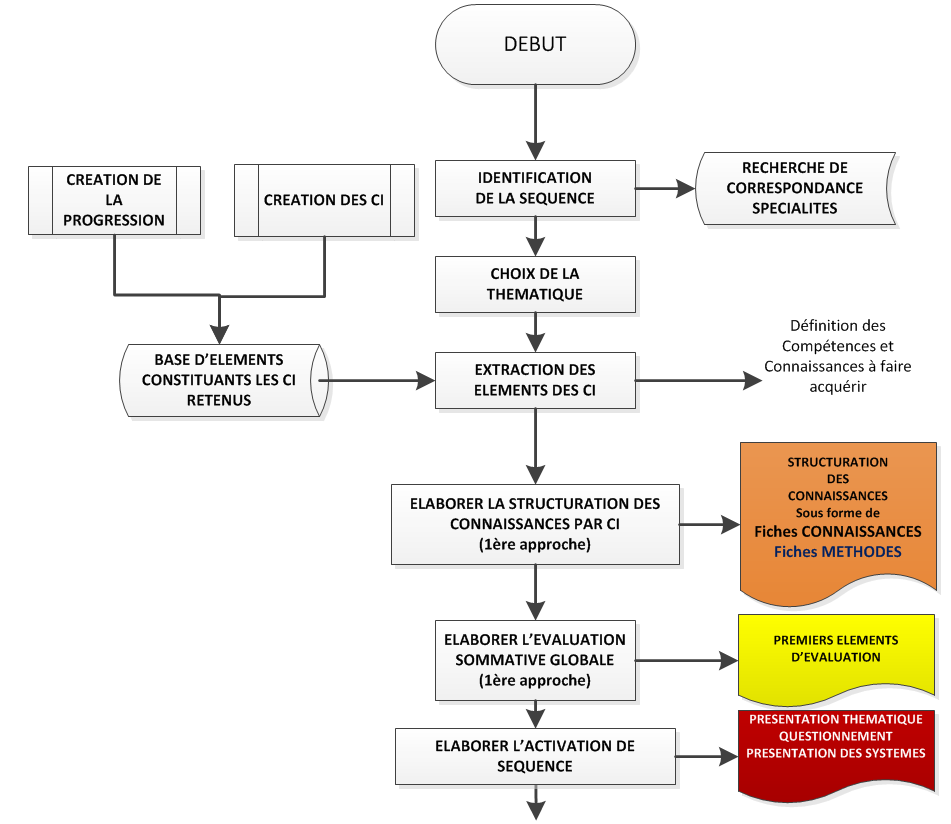 DEBUT
CREATION DE
LA
PROGRESSION
CREATION DES CI
IDENTIFICATION
DE LA SEQUENCE
RECHERCHE DE
CORRESPONDANCE
SPECIALITES
CHOIX DE LA
THEMATIQUE
BASE D’ELEMENTS
CONSTITUANTS LES CI
RETENUS
EXTRACTION DES
ELEMENTS DES CI
Définition des
Compétences et
Connaissances à faire
acquérir
ELABORER LA STRUCTURATION DES
CONNAISSANCES PAR CI
(1ère approche)
STRUCTURATION
DES
CONNAISSANCES
Sous forme de
Fiches CONNAISSANCES
Fiches METHODES
ELABORER L’EVALUATION
SOMMATIVE GLOBALE
(1ère approche)
PREMIERS ELEMENTS
D’EVALUATION
ELABORER L’ACTIVATION DE
SEQUENCE
PRESENTATION THEMATIQUE
QUESTIONNEMENT
PRESENTATION DES SYSTEMES